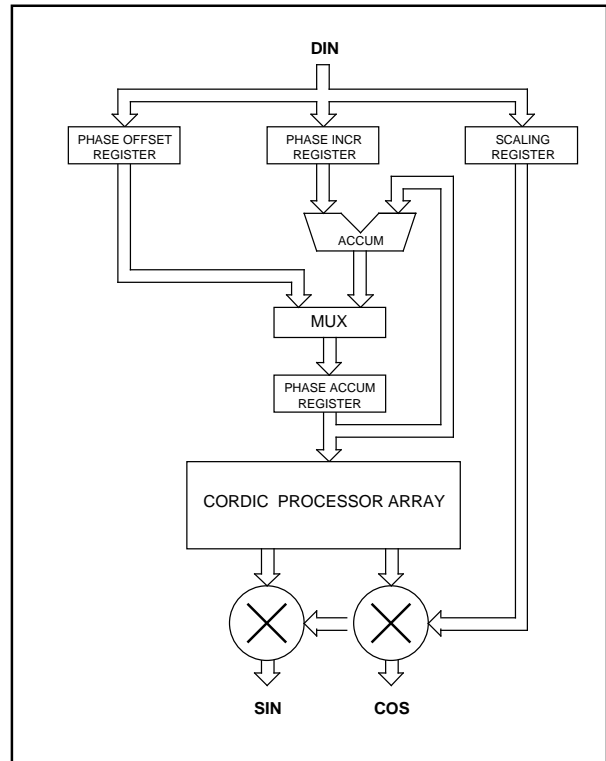 DIN
PHASE OFFSET
REGISTER
PHASE INCR
REGISTER
SCALING
REGISTER
ACCUM
MUX
PHASE ACCUM
REGISTER
CORDIC PROCESSOR ARRAY
SIN
COS